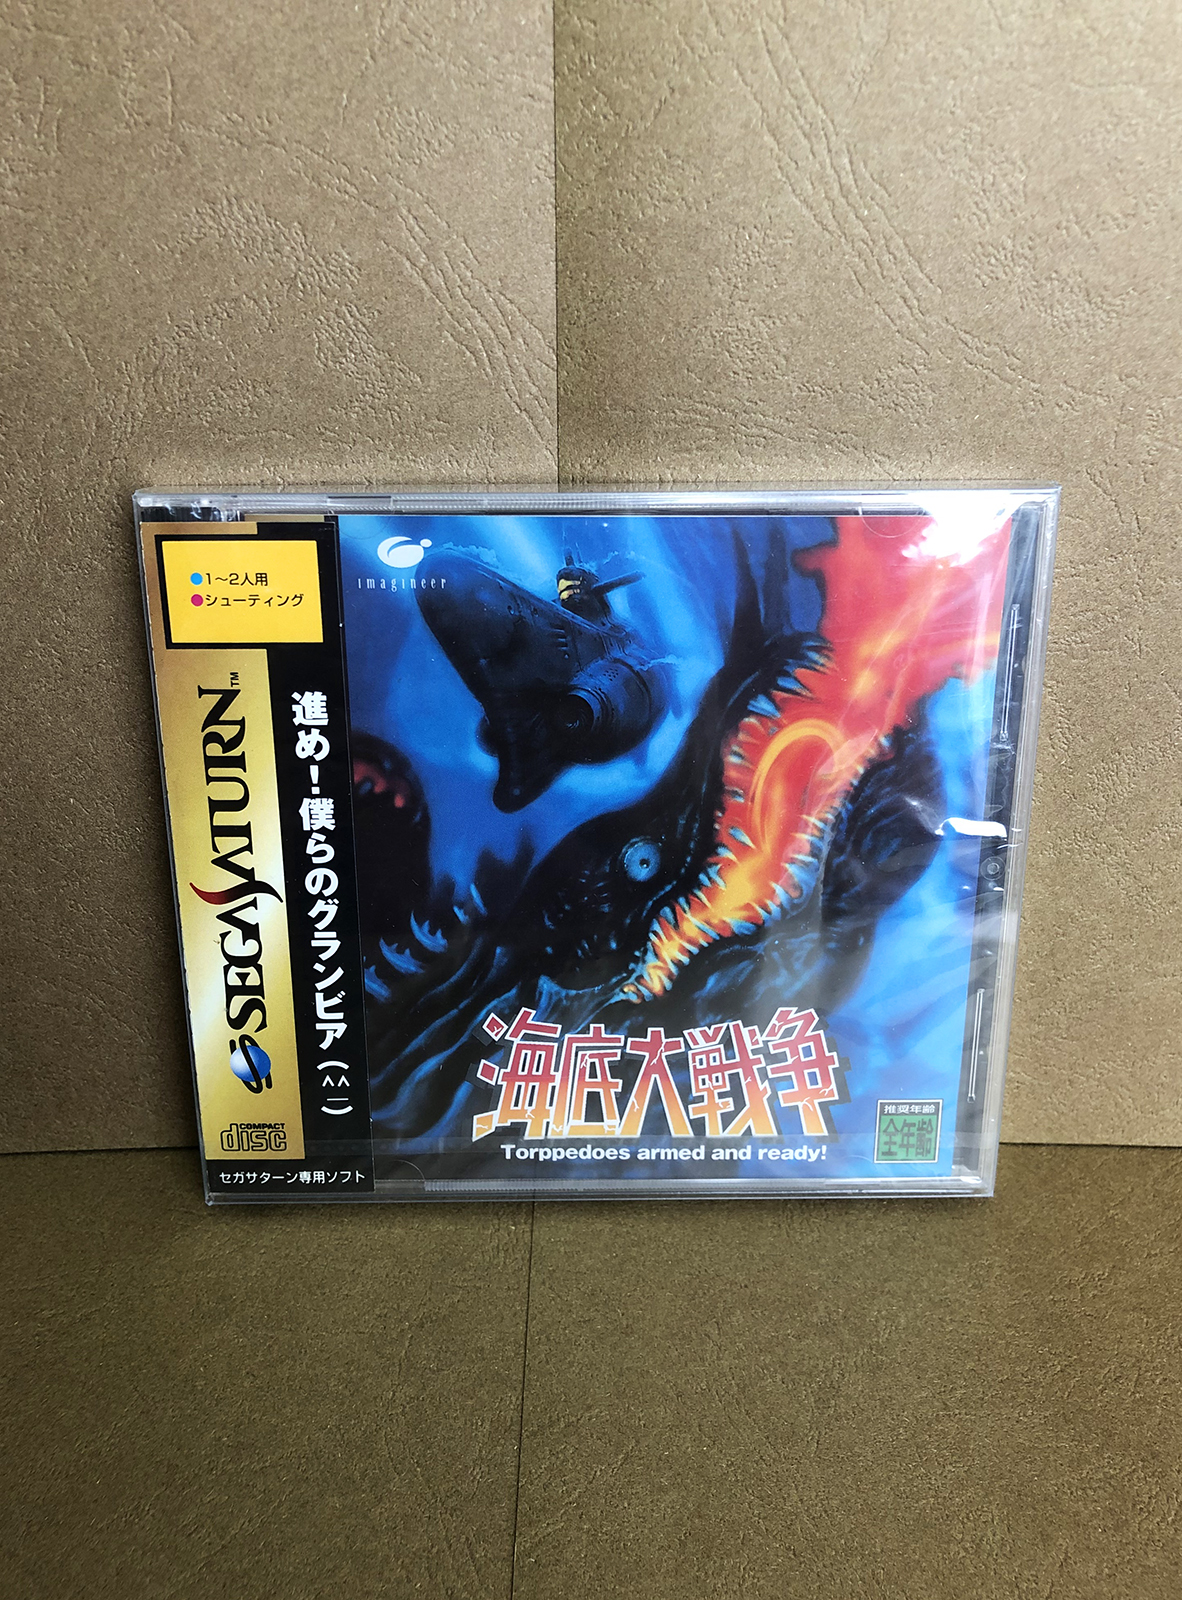 ●1〜2人用
●シューティング
SEGA SATURN™
進め！僕らのグランビア(^^_)
COMPACT
disc
セガサターン専用ソフト
imagineer
海底大戦争
Torppedoes armed and ready!
推奨年齢
全年齢